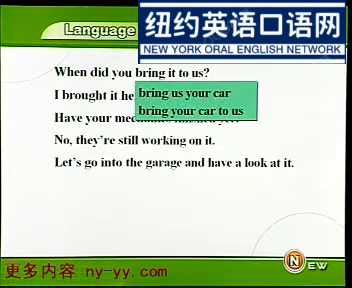 Language
纽约英语口语网
NEW YORK ORAL ENGLISH NETWORK
When did you bring it to us?
I brought it he
bring us your car
bring your car to us
Have your
No, they're still working on it.
Let's go into the garage and have a look at it.
NEW
更多内容 ny-yy.com